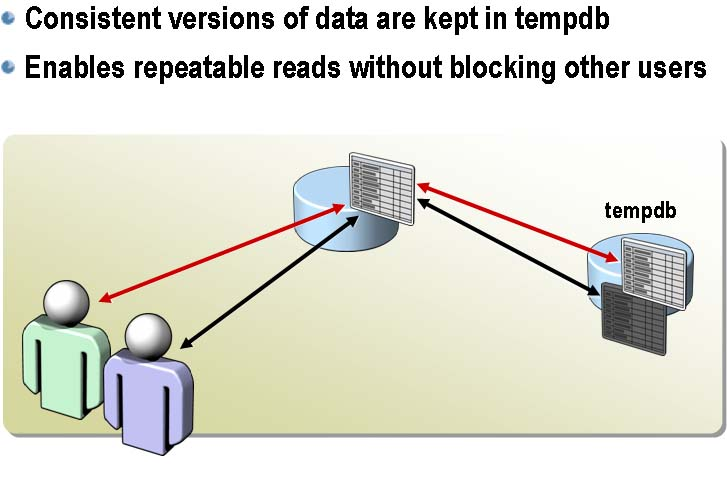 Consistent versions of data are kept in tempdb
Enables repeatable reads without blocking other users
tempdb